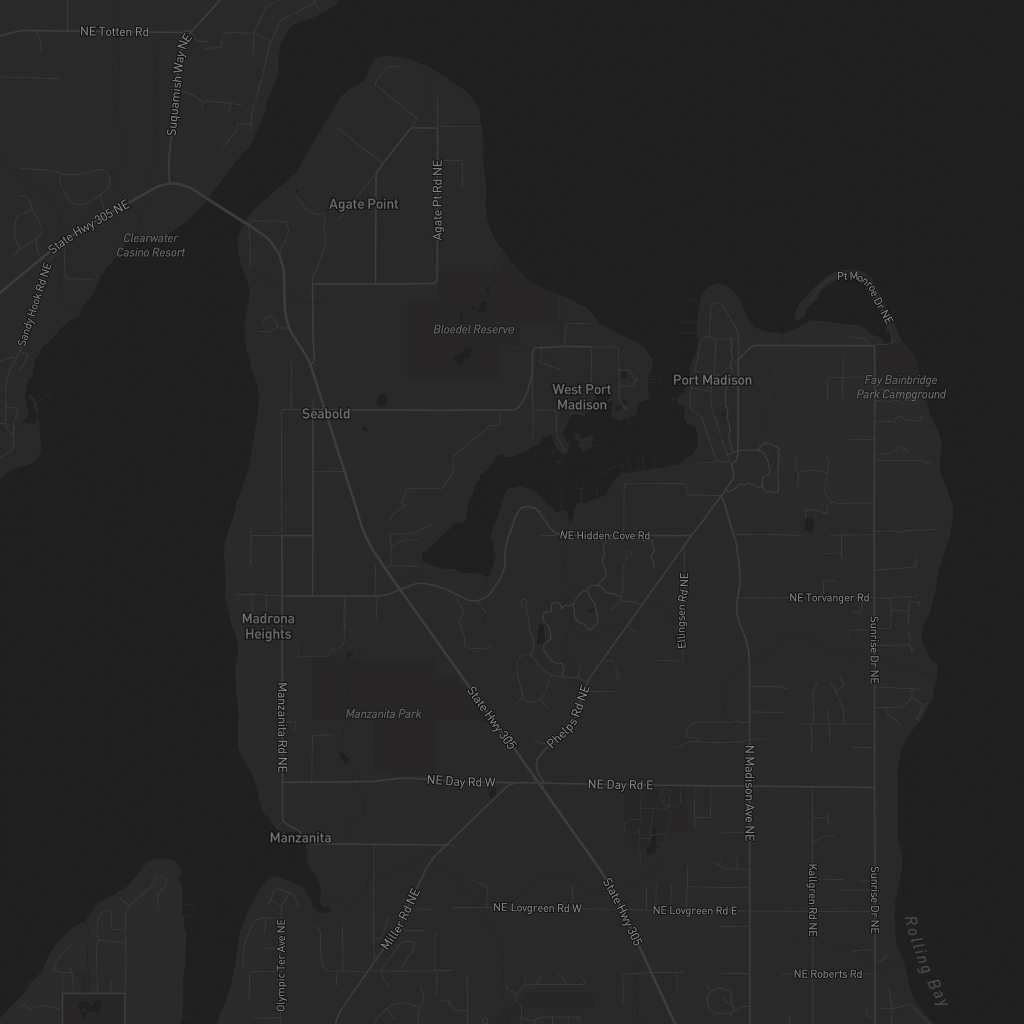 NE Totten Rd
Suquamish Way NE
Agate Point
Agate Pt Rd NE
State Hwy 305 NE
Clearwater
Casino Resort
Sandy Hook Rd NE
Pt Monroe Dr NE
Bloedel Reserve
West Port
Madison
Port Madison
Fay Bainbridge
Park Campground
Seabold
NE Hidden Cove Rd
Ellingsen Rd NE
NE Torvanger Rd
Madrona
Heights
Sunrise Dr NE
Manzanita Rd NE
Manzanita Park
State Hwy 305
Phelps Rd NE
NE Day Rd W
NE Day Rd E
N Madison Ave NE
Manzanita
Miller Rd NE
NE Lovgreen Rd W
State Hwy 305
NE Lovgreen Rd E
Kallgren Rd NE
Sunrise Dr NE
Olympic Ter Ave NE
NE Roberts Rd
Rolling Bay